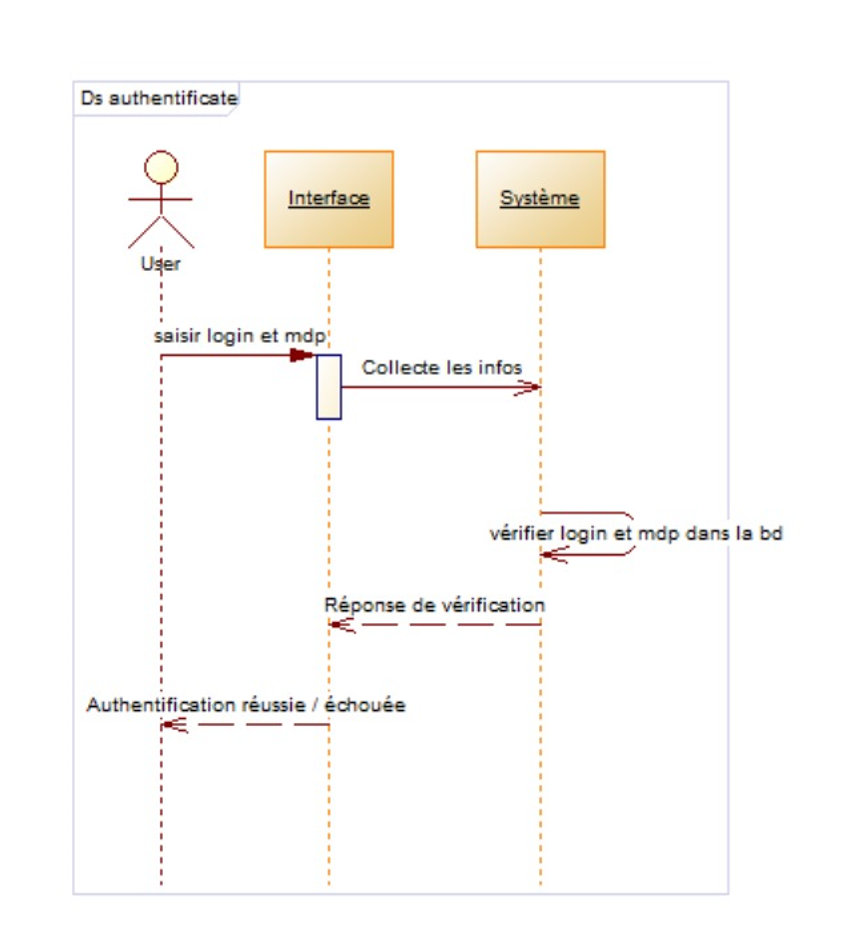 Ds authentificate
Interface
Système
User
saisir login et mdp
Collecte les infos
vérifier login et mdp dans la bd
Réponse de vérification
Authentification réussie / échouée